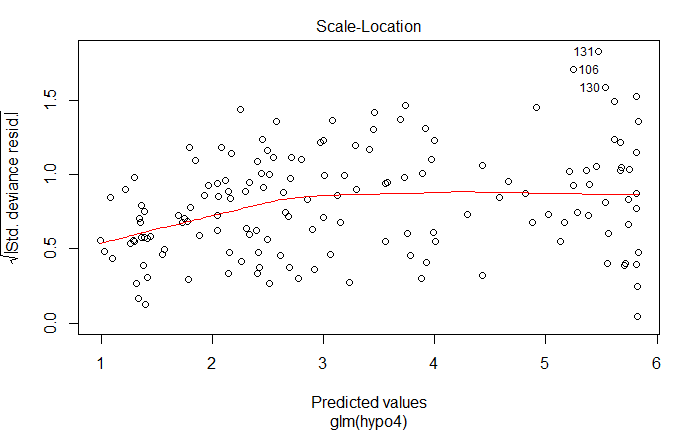 Scale-Location
√|Std. deviance resid.|
0.0 0.5 1.0 1.5
131
106
130
1 2 3 4 5 6
Predicted values
glm(hypo4)